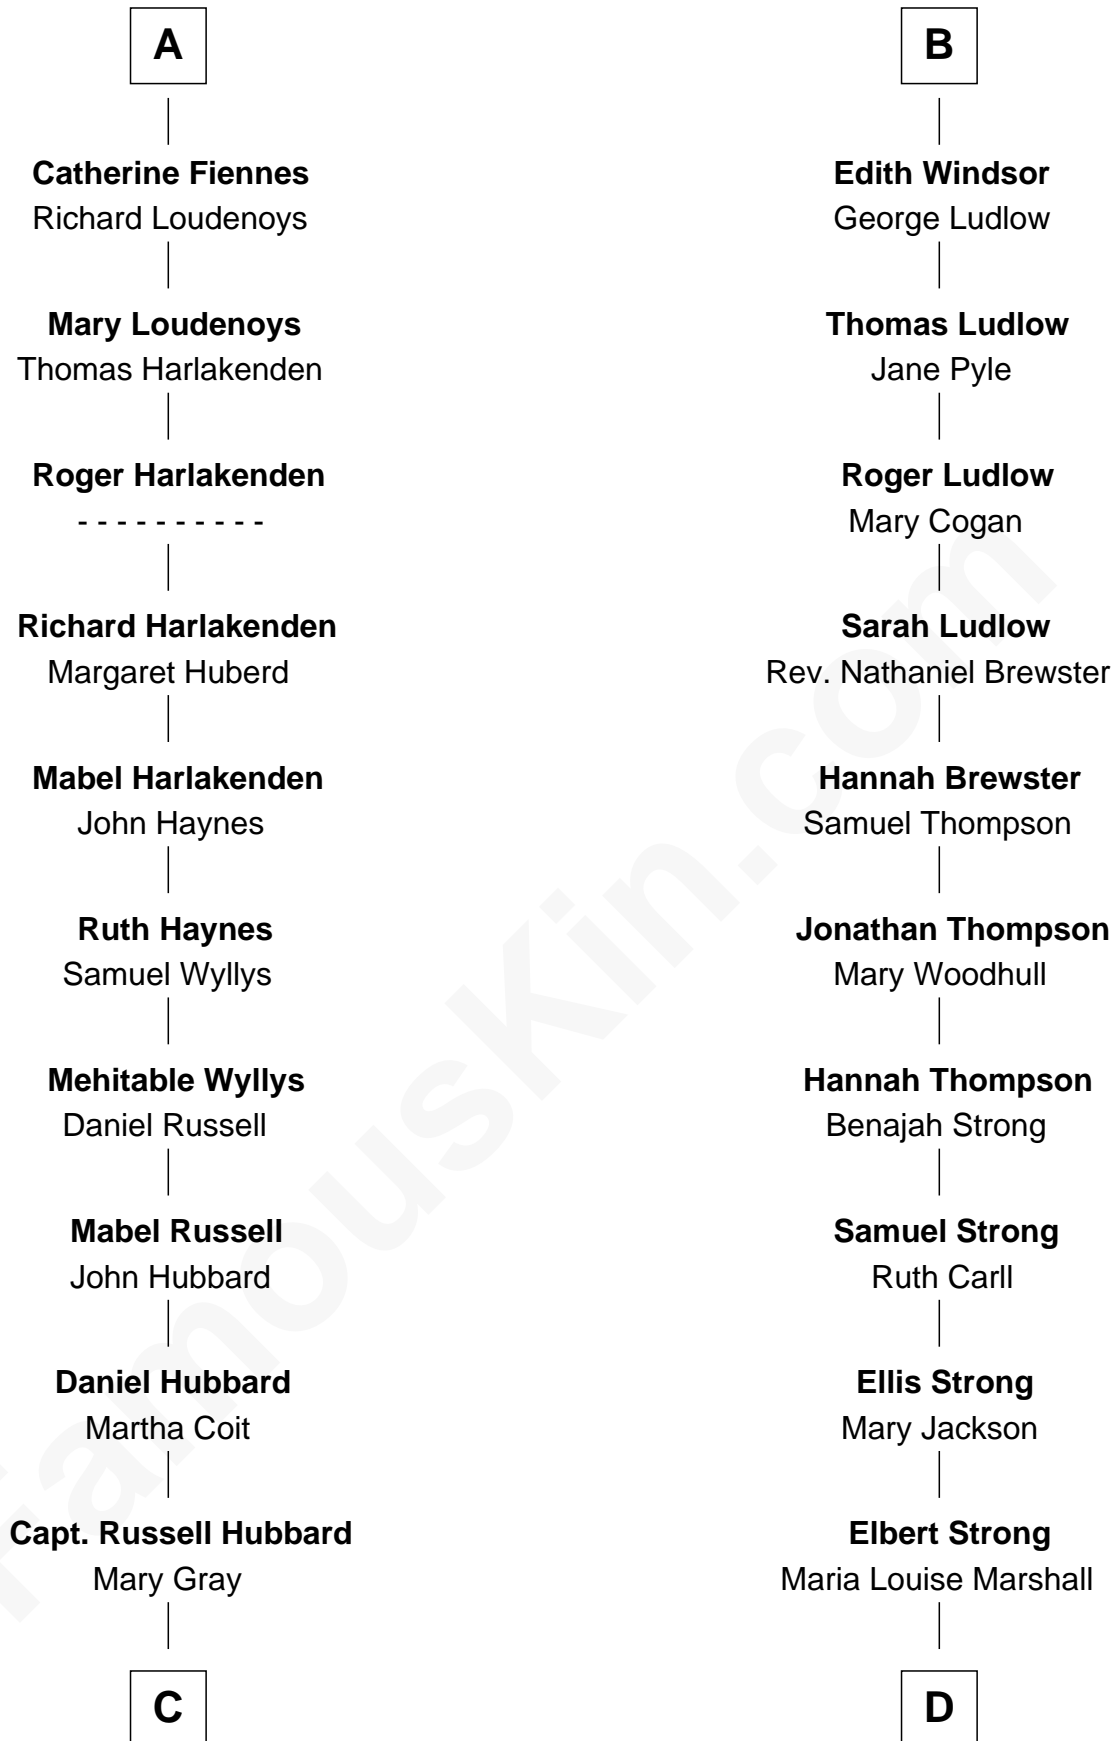 A
Catherine Fiennes
Richard Loudenoys
Mary Loudenoys
Thomas Harlakenden
Roger Harlakenden
- - - - - - - - - -
Richard Harlakenden
Margaret Huberd
Mabel Harlakenden
John Haynes
Ruth Haynes
Samuel Wyllys
Mehitable Wyllys
Daniel Russell
Mabel Russell
John Hubbard
Daniel Hubbard
Martha Coit
Capt. Russell Hubbard
Mary Gray
C
B
Edith Windsor
George Ludlow
Thomas Ludlow
Jane Pyle
Roger Ludlow
Mary Cogan
Sarah Ludlow
Rev. Nathaniel Brewster
Hannah Brewster
Samuel Thompson
Jonathan Thompson
Mary Woodhull
Hannah Thompson
Benajah Strong
Samuel Strong
Ruth Carll
Ellis Strong
Mary Jackson
Elbert Strong
Maria Louise Marshall
D
FamousKin.com